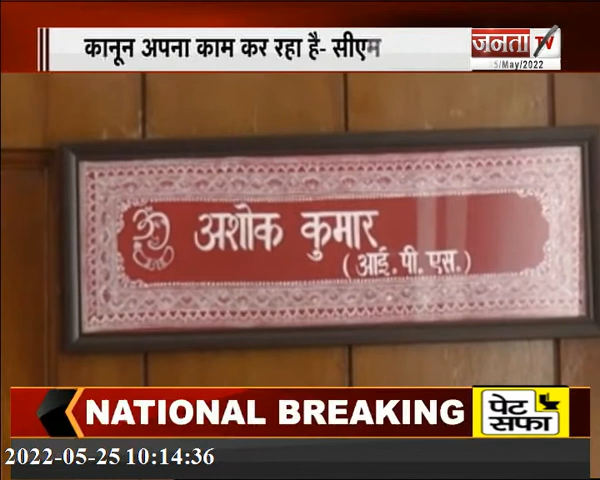 कानून अपना काम कर रहा है- सीएम
जनता TV
5/May/2022
अशोक कुमार
(आई. पी. एस.)
NATIONAL BREAKING
पेट
सफा
2022-05-25 10:14:36